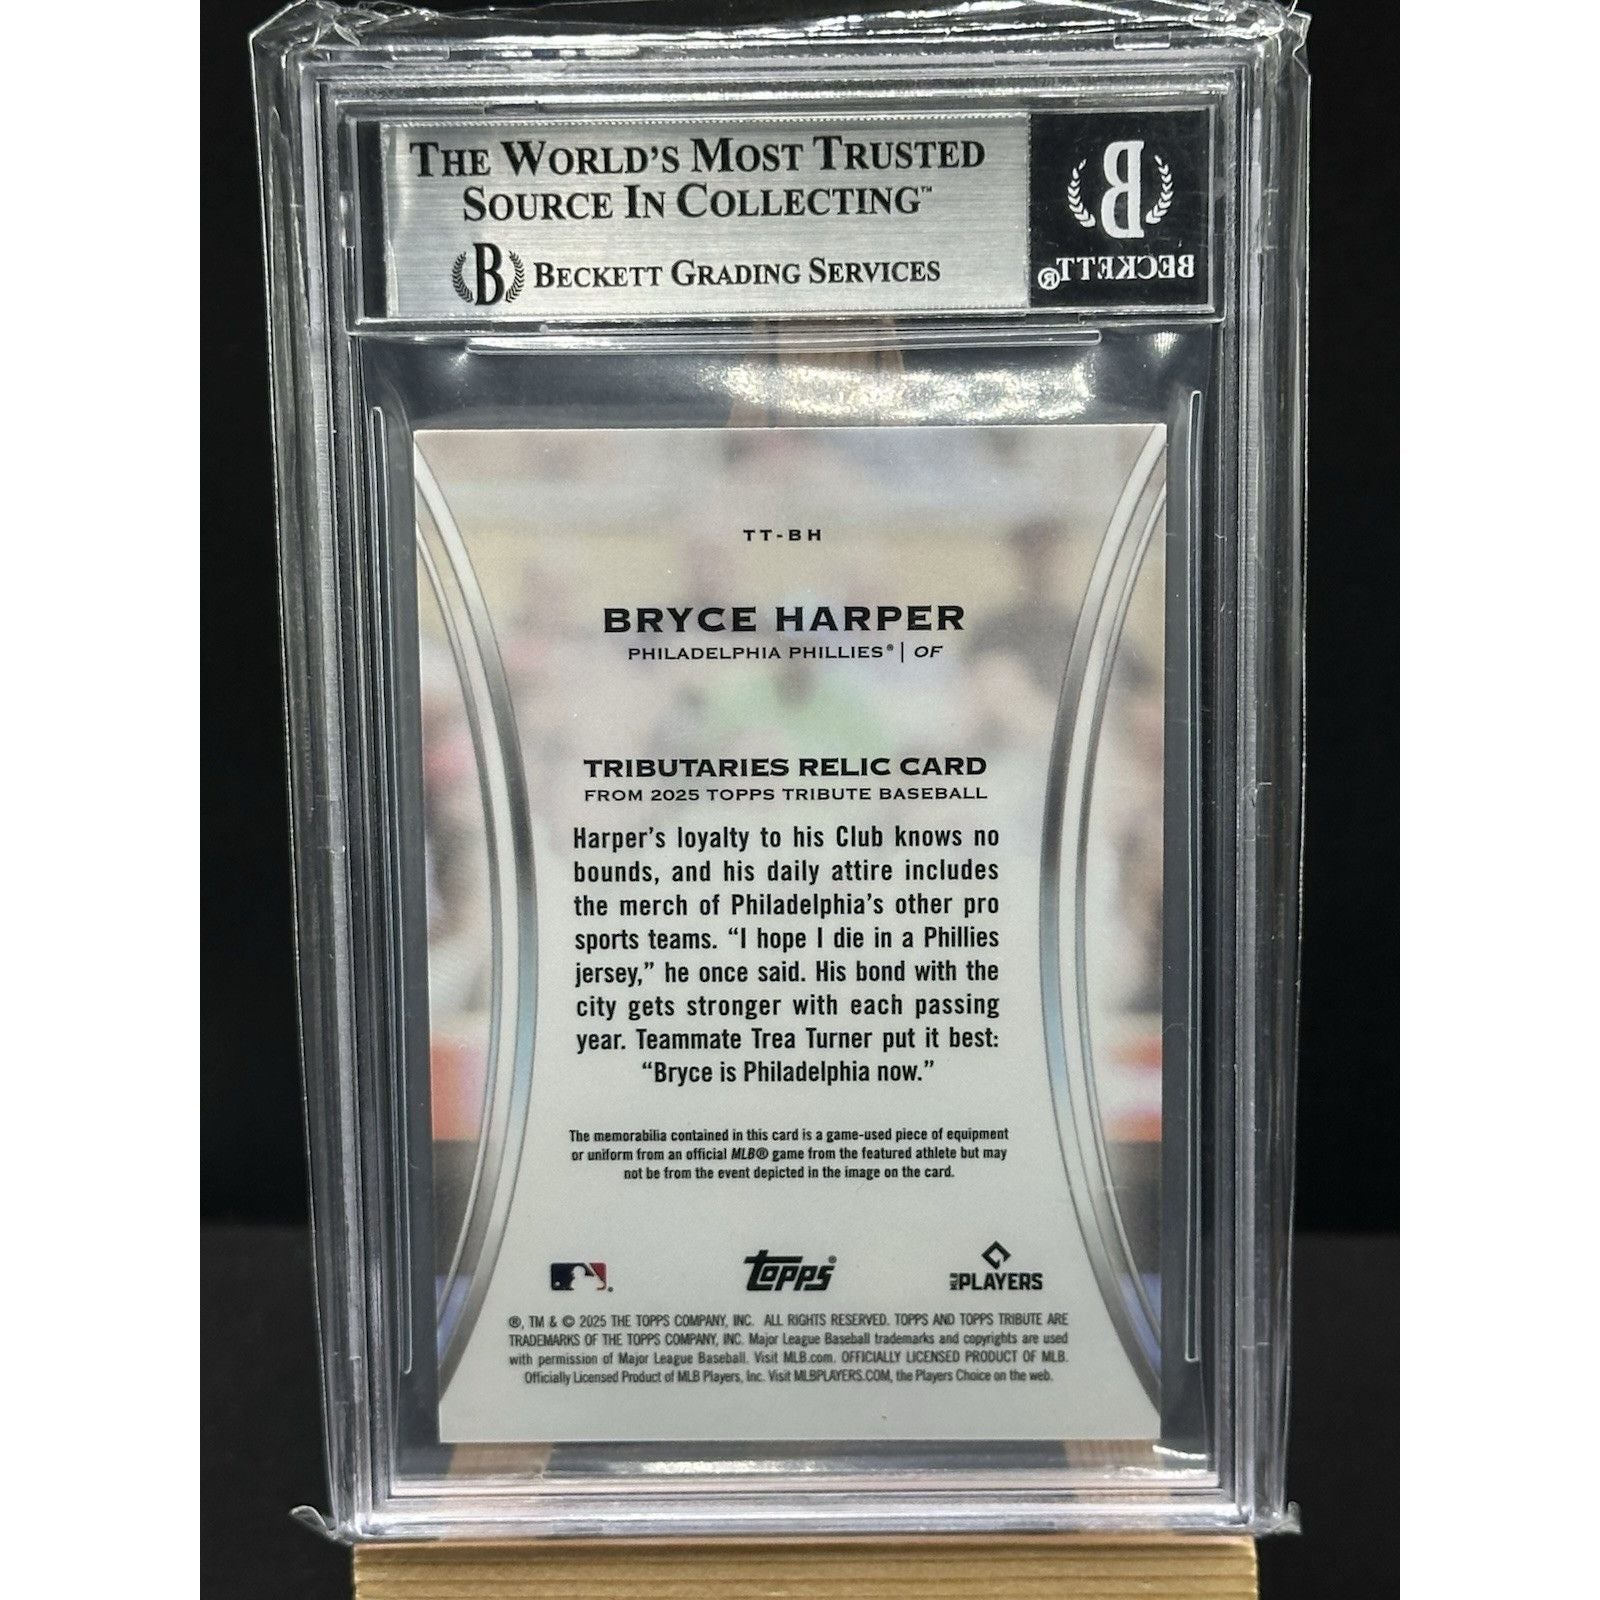 THE WORLD'S MOST TRUSTED
SOURCE IN COLLECTING™
B BECKETT GRADING SERVICES
B
BECKETT®
TT-BH
BRYCE HARPER
PHILADELPHIA PHILLIES® | OF
TRIBUTARIES RELIC CARD
FROM 2025 TOPPS TRIBUTE BASEBALL
Harper's loyalty to his Club knows no
bounds, and his daily attire includes
the merch of Philadelphia's other pro
sports teams. “I hope I die in a Phillies
jersey,” he once said. His bond with the
city gets stronger with each passing
year. Teammate Trea Turner put it best:
“Bryce is Philadelphia now.”
The memorabilia contained in this card is a game-used piece of equipment
or uniform from an official MLB® game from the featured athlete but may
not be from the event depicted in the image on the card.
Topps®
MLB PLAYERS
®, TM & © 2025 THE TOPPS COMPANY, INC. ALL RIGHTS RESERVED. TOPPS AND TOPPS TRIBUTE ARE
TRADEMARKS OF THE TOPPS COMPANY, INC. Major League Baseball trademarks and copyrights are used
with permission of Major League Baseball. Visit MLB.com. OFFICIALLY LICENSED PRODUCT OF MLB.
Officially Licensed Product of MLB Players, Inc. Visit MLBPLAYERS.COM, the Players Choice on the web.